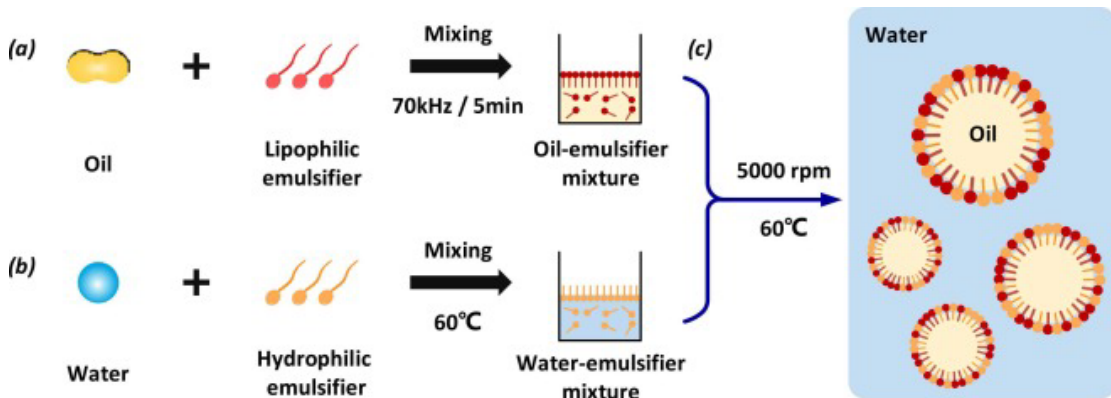 (a)
Oil
+
Lipophilic
emulsifier
Mixing
70kHz / 5min
Oil-emulsifier
mixture
(b)
Water
+
Hydrophilic
emulsifier
Mixing
60℃
Water-emulsifier
mixture
(c)
5000 rpm
60℃
Water
Oil